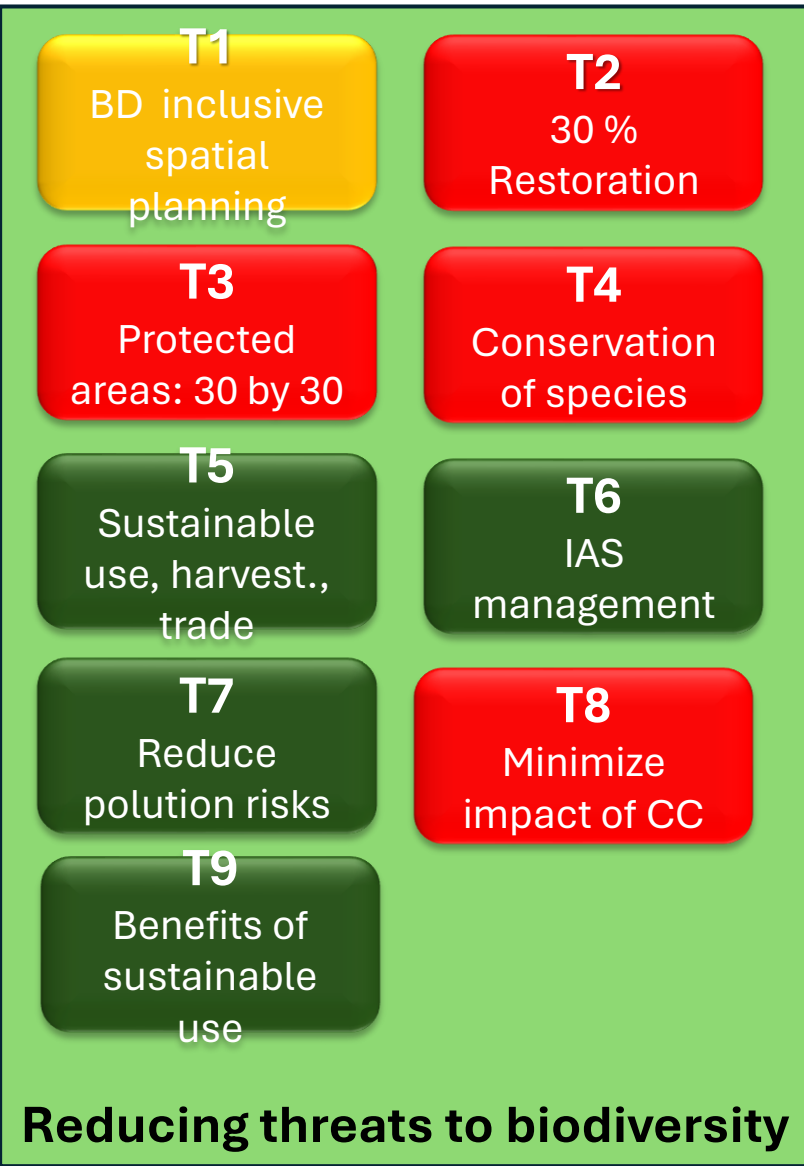 T1
BD inclusive
spatial
planning
T2
30 %
Restoration
T3
Protected
areas: 30 by 30
T4
Conservation
of species
T5
Sustainable
use, harvest.,
trade
T6
IAS
management
T7
Reduce
polution risks
T8
Minimize
impact of CC
T9
Benefits of
sustainable
use
Reducing threats to biodiversity